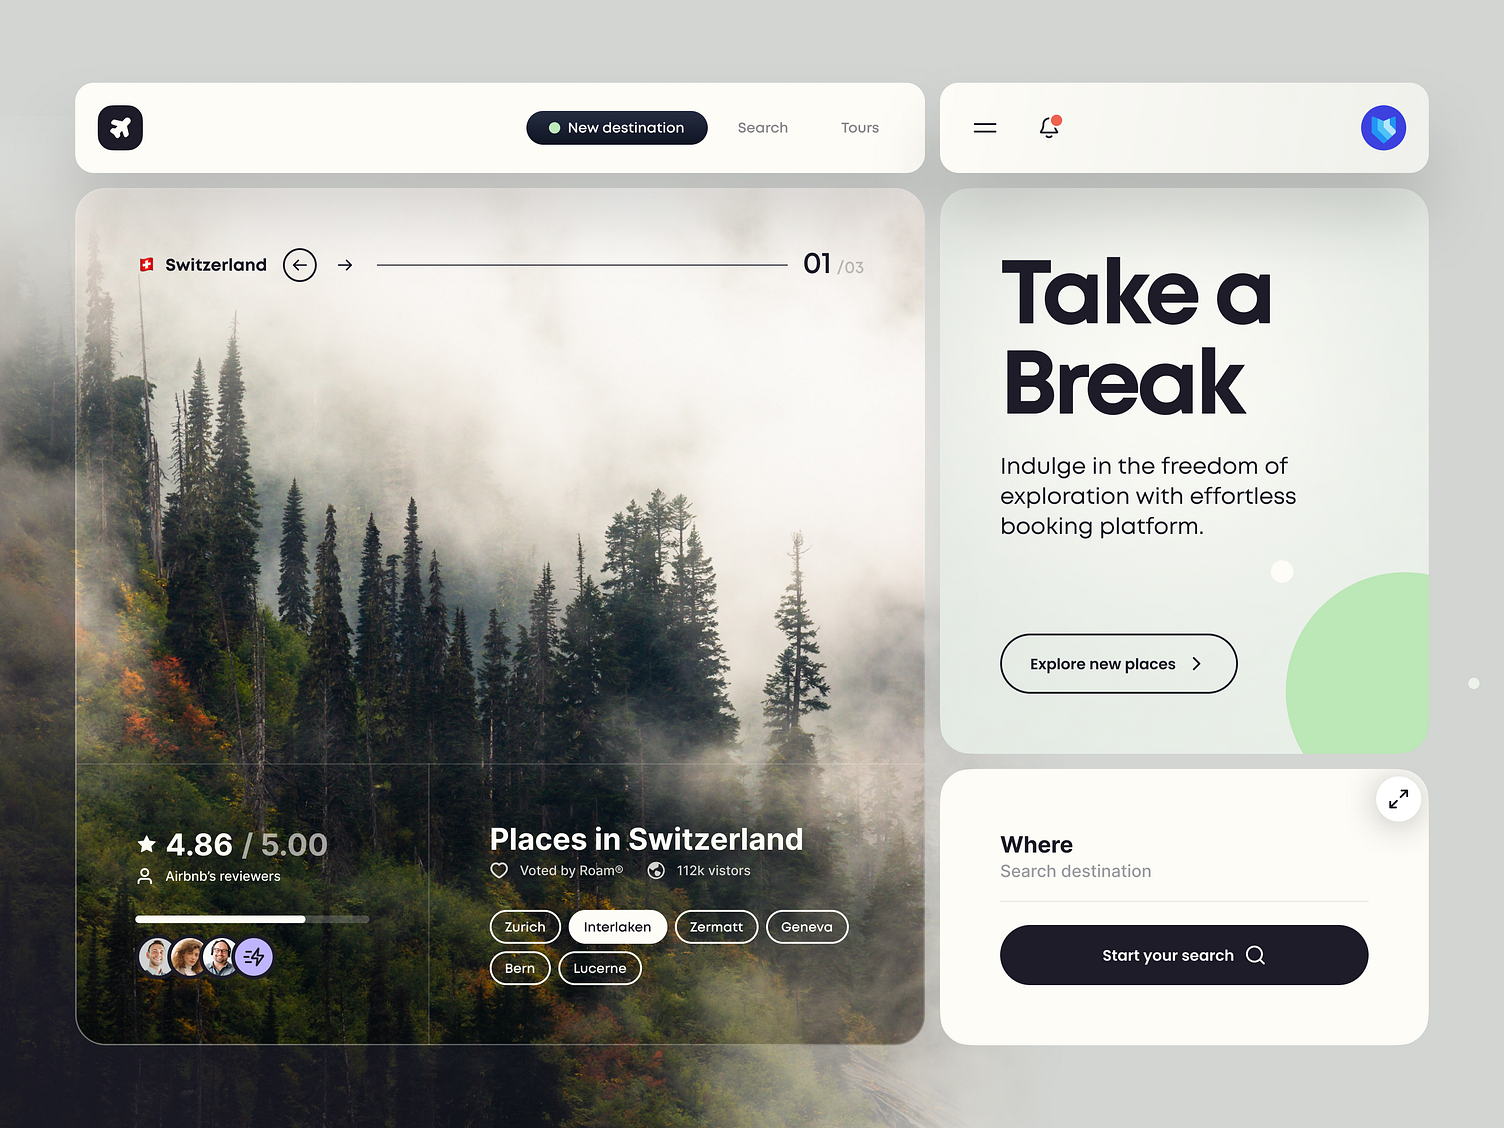 New destination
Search
Tours
Switzerland
01 /03
Take a
Break
Indulge in the freedom of
exploration with effortless
booking platform.
Explore new places
4.86 / 5.00
Airbnb's reviewers
Places in Switzerland
Voted by Roam®
112k vistors
Zurich
Interlaken
Zermatt
Geneva
Bern
Lucerne
Where
Search destination
Start your search